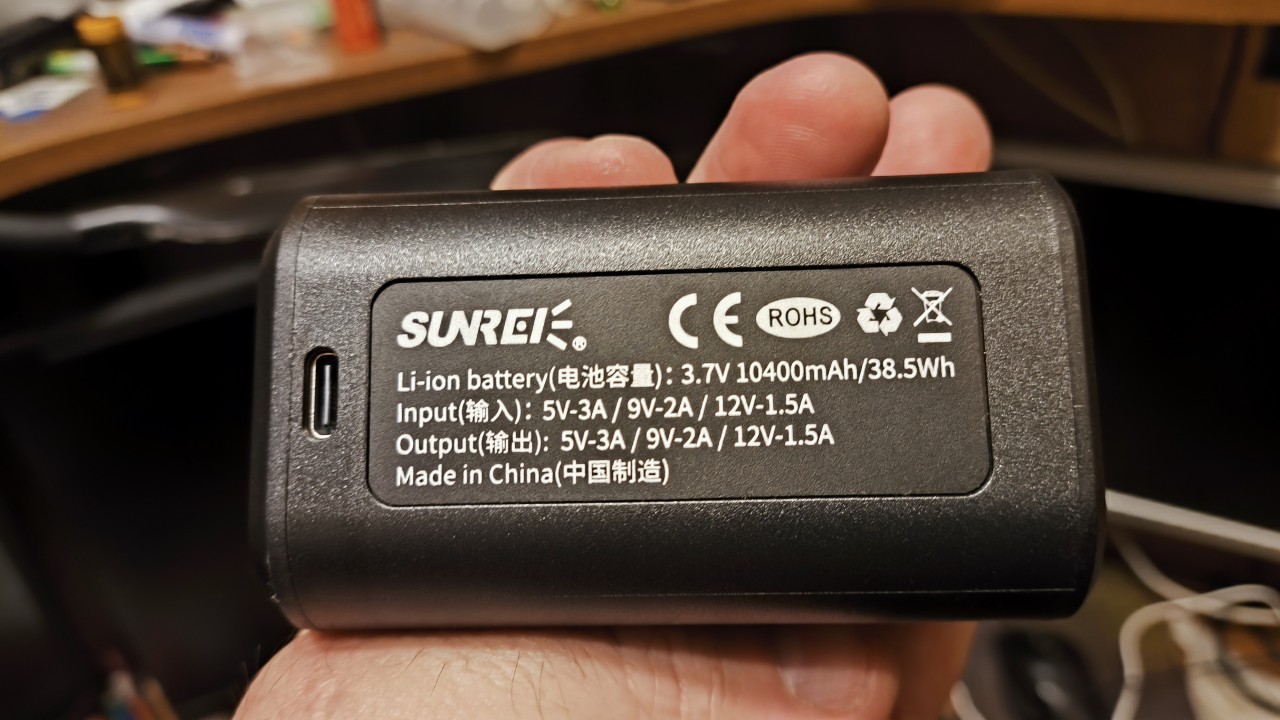 SUNREI®
CE ROHS
Li-ion battery(电池容量)：3.7V 10400mAh/38.5Wh
Input(输入)：5V-3A / 9V-2A / 12V-1.5A
Output(输出)：5V-3A / 9V-2A / 12V-1.5A
Made in China(中国制造)